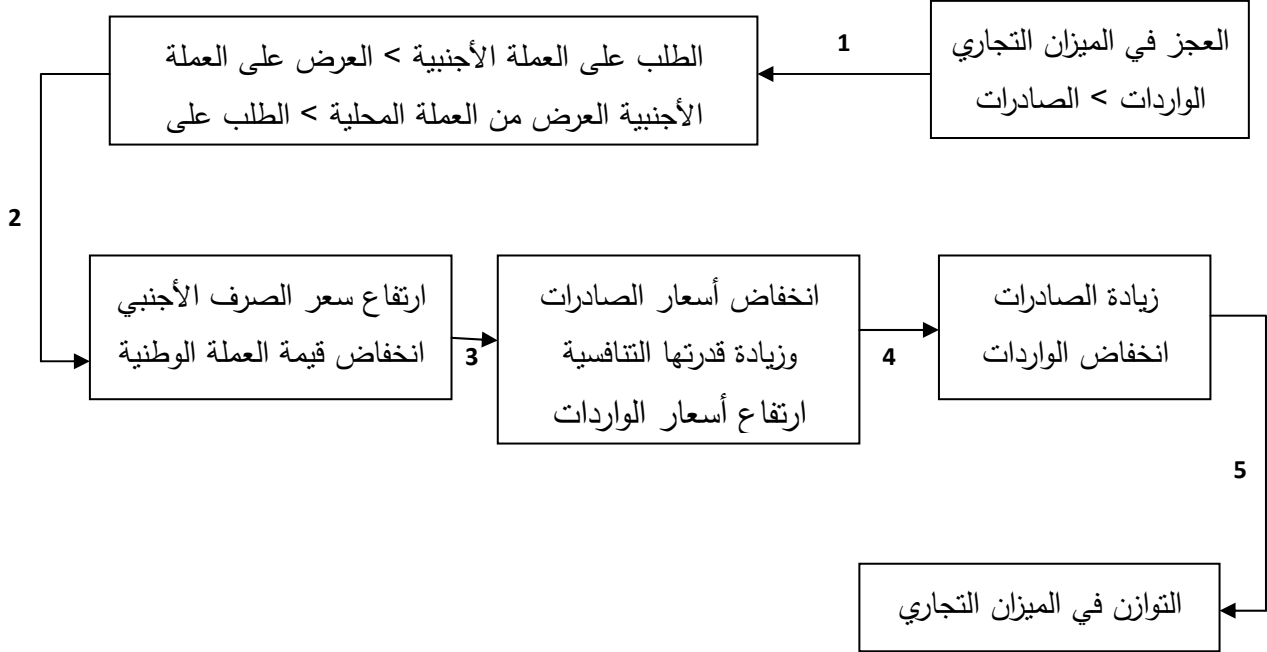 العجز في الميزان التجاري
الواردات > الصادرات
1
الطلب على العملة الأجنبية > العرض على العملة
الأجنبية العرض من العملة المحلية > الطلب على
2
ارتفاع سعر الصرف الأجنبي
انخفاض قيمة العملة الوطنية
3
انخفاض أسعار الصادرات
وزيادة قدرتها التنافسية
ارتفاع أسعار الواردات
4
زيادة الصادرات
انخفاض الواردات
5
التوازن في الميزان التجاري